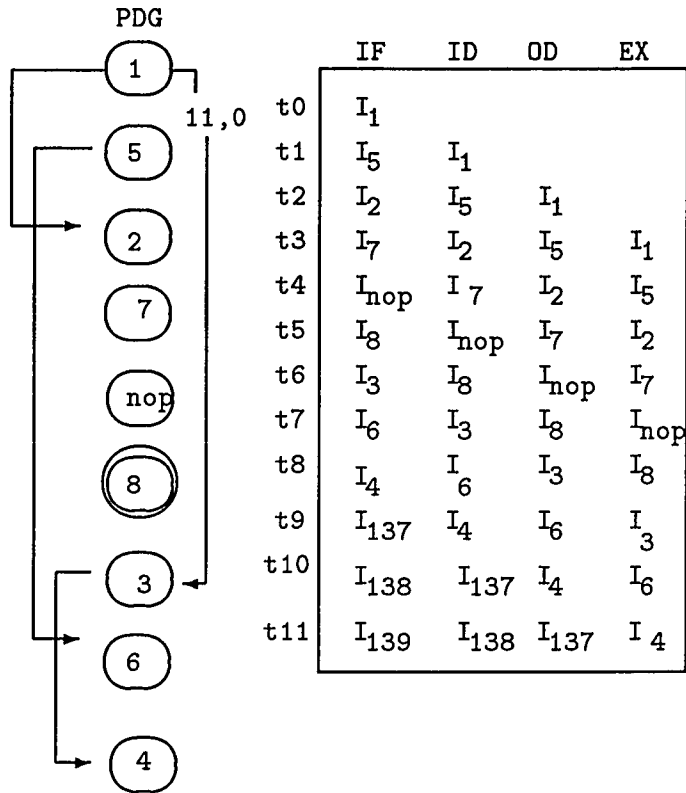 PDG
1
11,0
5
2
7
nop
8
3
6
4
IF ID OD EX
t0 I1
t1 I5 I1
t2 I2 I5 I1
t3 I7 I2 I5 I1
t4 Inop I7 I2 I5
t5 I8 Inop I7 I2
t6 I3 I8 Inop I7
t7 I6 I3 I8 Inop
t8 I4 I6 I3 I8
t9 I137 I4 I6 I3
t10 I138 I137 I4 I6
t11 I139 I138 I137 I4